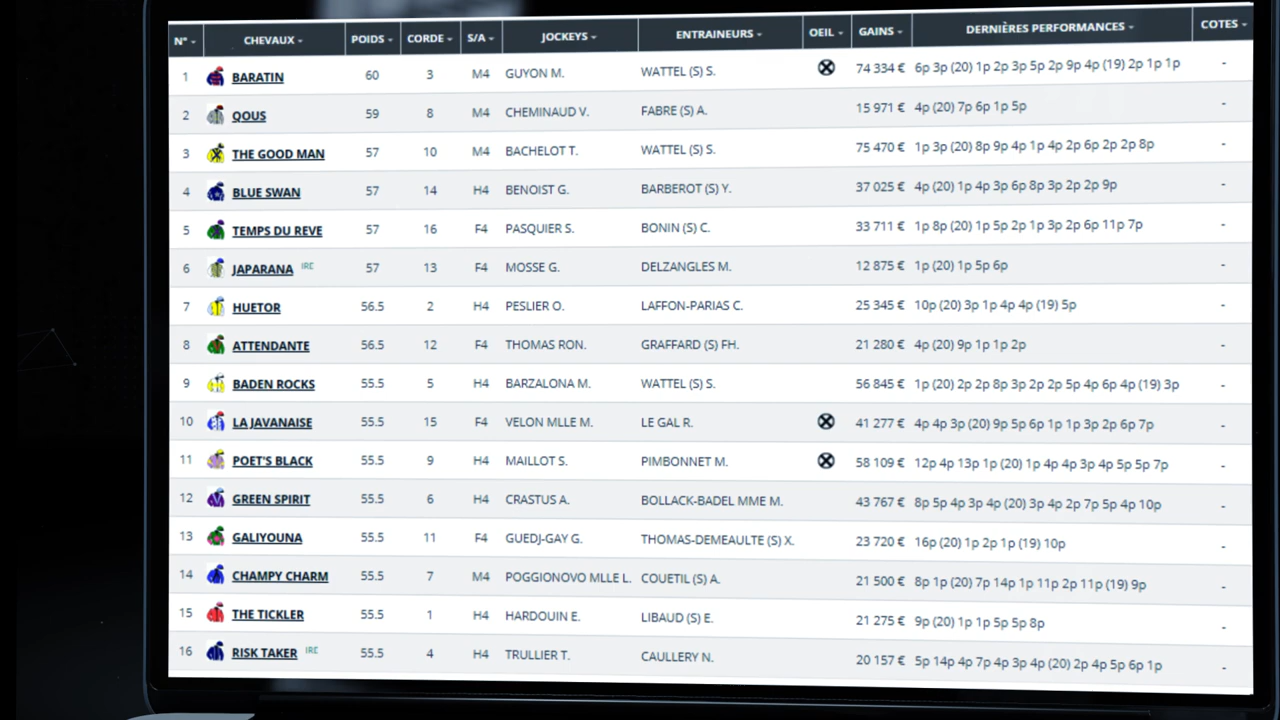 N° CHEVAUX POIDS CORDE S/A JOCKEYS ENTRAINEURS OEIL GAINS DERNIÈRES PERFORMANCES COTES
1 BARATIN 60 3 M4 GUYON M. WATTEL (S) S. 74 334 € 6p 3p (20) 1p 2p 3p 5p 2p 9p 4p (19) 2p 1p 1p -
2 QOUS 59 8 M4 CHEMINAUD V. FABRE (S) A. 15 971 € 4p (20) 7p 6p 1p 5p -
3 THE GOOD MAN 57 10 M4 BACHELOT T. WATTEL (S) S. 75 470 € 1p 3p (20) 8p 9p 4p 1p 4p 2p 6p 2p 2p 8p -
4 BLUE SWAN 57 14 H4 BENOIST G. BARBEROT (S) Y. 37 025 € 4p (20) 1p 4p 3p 6p 8p 3p 2p 2p 9p -
5 TEMPS DU REVE 57 16 F4 PASQUIER S. BONIN (S) C. 33 711 € 1p 8p (20) 1p 5p 2p 1p 3p 2p 6p 11p 7p -
6 JAPARANA IRE 57 13 F4 MOSSE G. DELZANGLES M. 12 875 € 1p (20) 1p 5p 6p -
7 HUETOR 56.5 2 H4 PESLIER O. LAFFON-PARIAS C. 25 345 € 10p (20) 3p 1p 4p 4p (19) 5p -
8 ATTENDANTE 56.5 12 F4 THOMAS RON. GRAFFARD (S) FH. 21 280 € 4p (20) 9p 1p 1p 2p -
9 BADEN ROCKS 55.5 5 H4 BARZALONA M. WATTEL (S) S. 56 845 € 1p (20) 2p 2p 8p 3p 2p 2p 5p 4p 6p 4p (19) 3p -
10 LA JAVANAISE 55.5 15 F4 VELON MLLE M. LE GAL R. 41 277 € 4p 4p 3p (20) 9p 5p 6p 1p 1p 3p 2p 6p 7p -
11 POET'S BLACK 55.5 9 H4 MAILLOT S. PIMBONNET M. 58 109 € 12p 4p 13p 1p (20) 1p 4p 4p 3p 4p 5p 5p 7p -
12 GREEN SPIRIT 55.5 6 H4 CRASTUS A. BOLLACK-BADEL MME M. 43 767 € 8p 5p 4p 3p 4p (20) 3p 4p 2p 7p 5p 4p 10p -
13 GALIYOUNA 55.5 11 F4 GUEDJ-GAY G. THOMAS-DEMEAULTE (S) X. 23 720 € 16p (20) 1p 2p 1p (19) 10p -
14 CHAMPY CHARM 55.5 7 M4 POGGIONOVO MLLE L. COUETIL (S) A. 21 500 € 8p 1p (20) 7p 14p 1p 11p 2p 11p (19) 9p -
15 THE TICKLER 55.5 1 H4 HARDOUIN E. LIBAUD (S) E. 21 275 € 9p (20) 1p 1p 5p 5p 8p -
16 RISK TAKER IRE 55.5 4 H4 TRULLIER T. CAULLERY N. 20 157 € 5p 14p 4p 7p 4p 3p 4p (20) 2p 4p 5p 6p 1p -